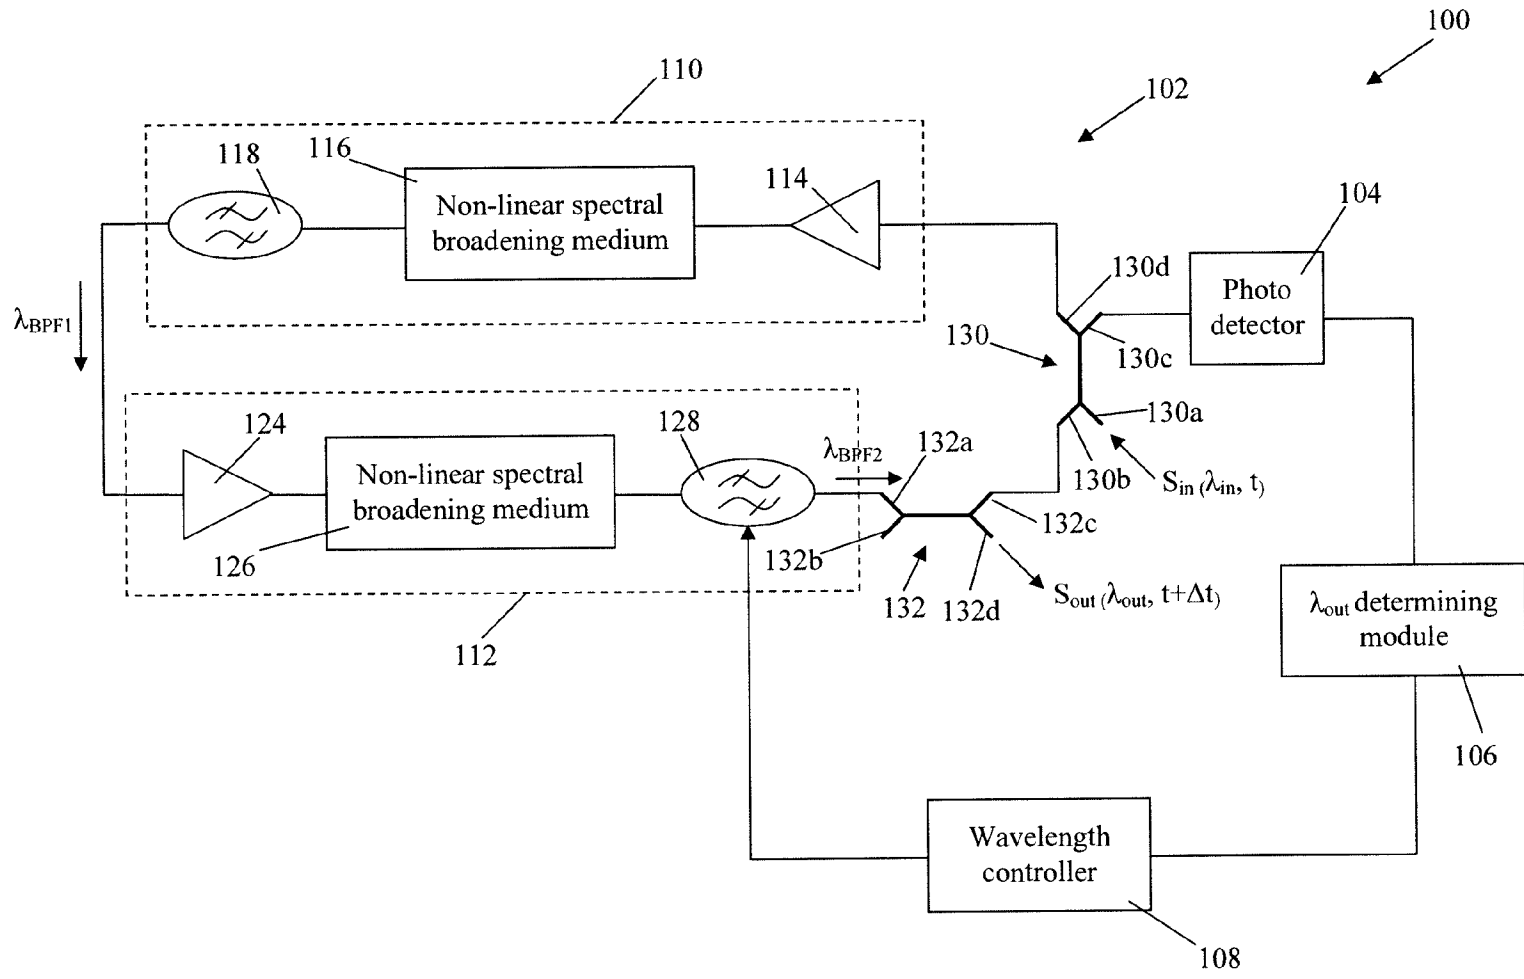 100
110
102
118
116
114
104
Non-linear spectral
broadening medium
130d
Photo
detector
λBPF1
130
130c
124
128
λBPF2
132a
130a
Non-linear spectral
broadening medium
130b
Sin (λin, t)
132c
126
132b
132
132d
Sout (λout, t+Δt)
λout determining
module
112
106
Wavelength
controller
108